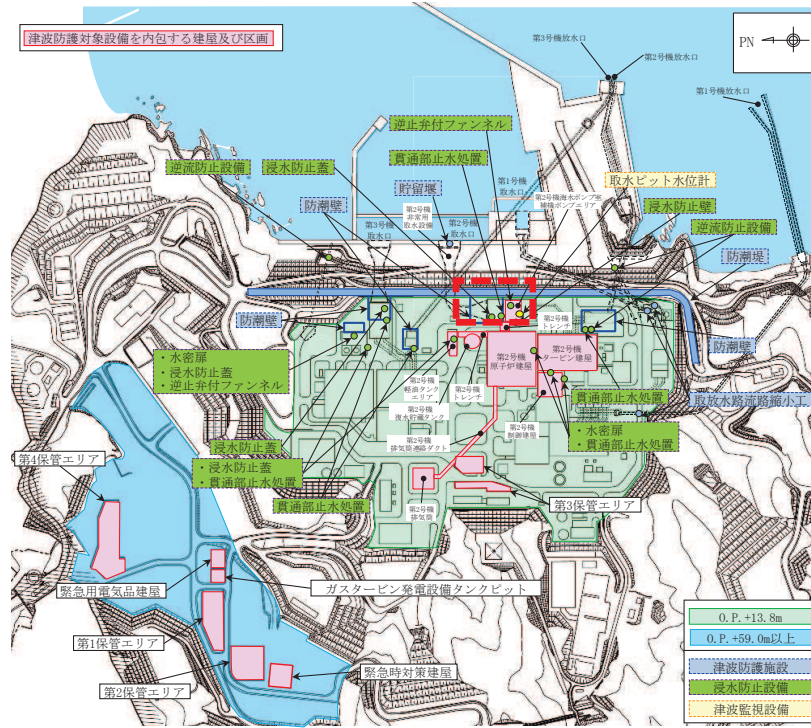 津波防護対象設備を内包する建屋及び区画
PN
第3号機放水口
第2号機放水口
第1号機放水口
逆止弁付ファンネル
貫通部止水処置
逆流防止設備
浸水防止蓋
防潮壁
貯留堰
第1号機
取水口
取水ピット水位計
第2号機海水ポンプ室
補機ポンプエリア
浸水防止壁
逆流防止設備
防潮堤
第3号機
取水口
第2号機
非常用
取水設備
第2号機
取水口
防潮壁
第2号機
トレンチ
防潮壁
・水密扉
・浸水防止蓋
・逆止弁付ファンネル
第2号機
原子炉建屋
第2号機
タービン建屋
第2号機
軽油タンク
エリア
第2号機
トレンチ
第2号機
復水貯蔵タンク
第2号機
排気筒連絡ダクト
第2号機
制御建屋
貫通部止水処置
取放水路流路縮小工
・水密扉
・貫通部止水処置
浸水防止蓋
・浸水防止蓋
・貫通部止水処置
貫通部止水処置
第2号機
排気筒
第3保管エリア
第4保管エリア
緊急用電気品建屋
ガスタービン発電設備タンクピット
第1保管エリア
第2保管エリア
緊急時対策建屋
O.P.+13.8m
O.P.+59.0m以上
津波防護施設
浸水防止設備
津波監視設備